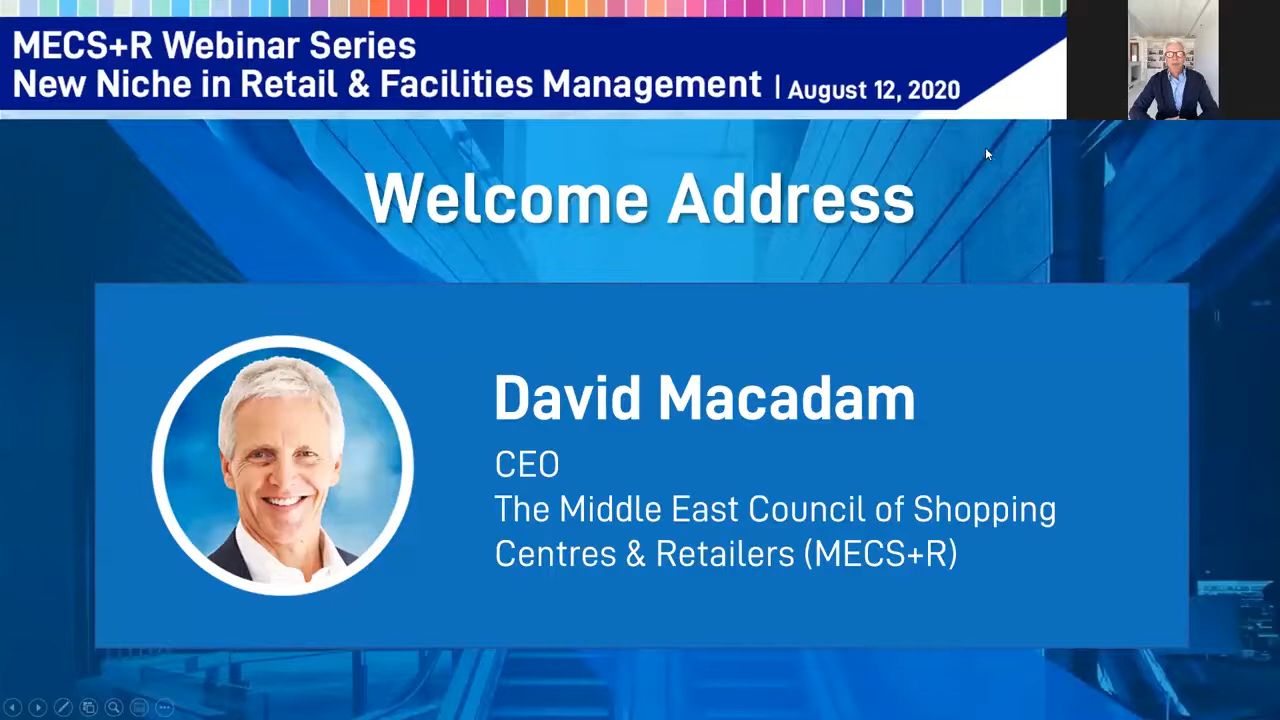 MECS+R Webinar Series
New Niche in Retail & Facilities Management | August 12, 2020
Welcome Address
David Macadam
CEO
The Middle East Council of Shopping
Centres & Retailers (MECS+R)